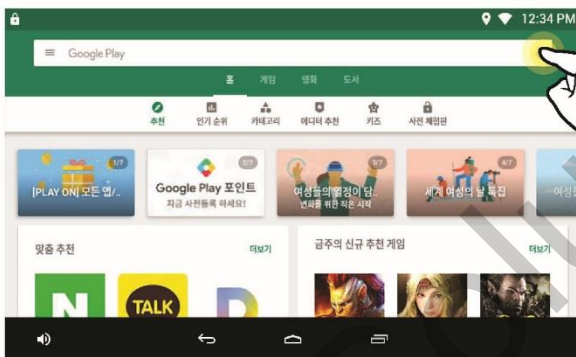 12:34 PM
Google Play
홈 게임 영화 도서
추천 인기 순위 카테고리 에디터 추천 키즈 사전 체험판
1/7 2/7 3/7 4/7
[PLAY ON] 모든 앱/..
Google Play 포인트
지금 사전등록 하세요!
여성들의 열정이 담..
변화를 위한 작은 시작
세계 여성의 날 특집
여성들
맞춤 추천 더보기
금주의 신규 추천 게임 더보기
N
TALK